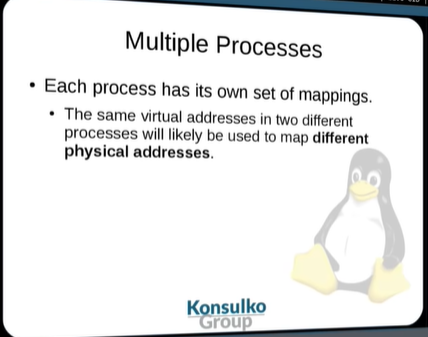 Multiple Processes
• Each process has its own set of mappings.
• The same virtual addresses in two different
processes will likely be used to map different
physical addresses.
Konsulko
Group